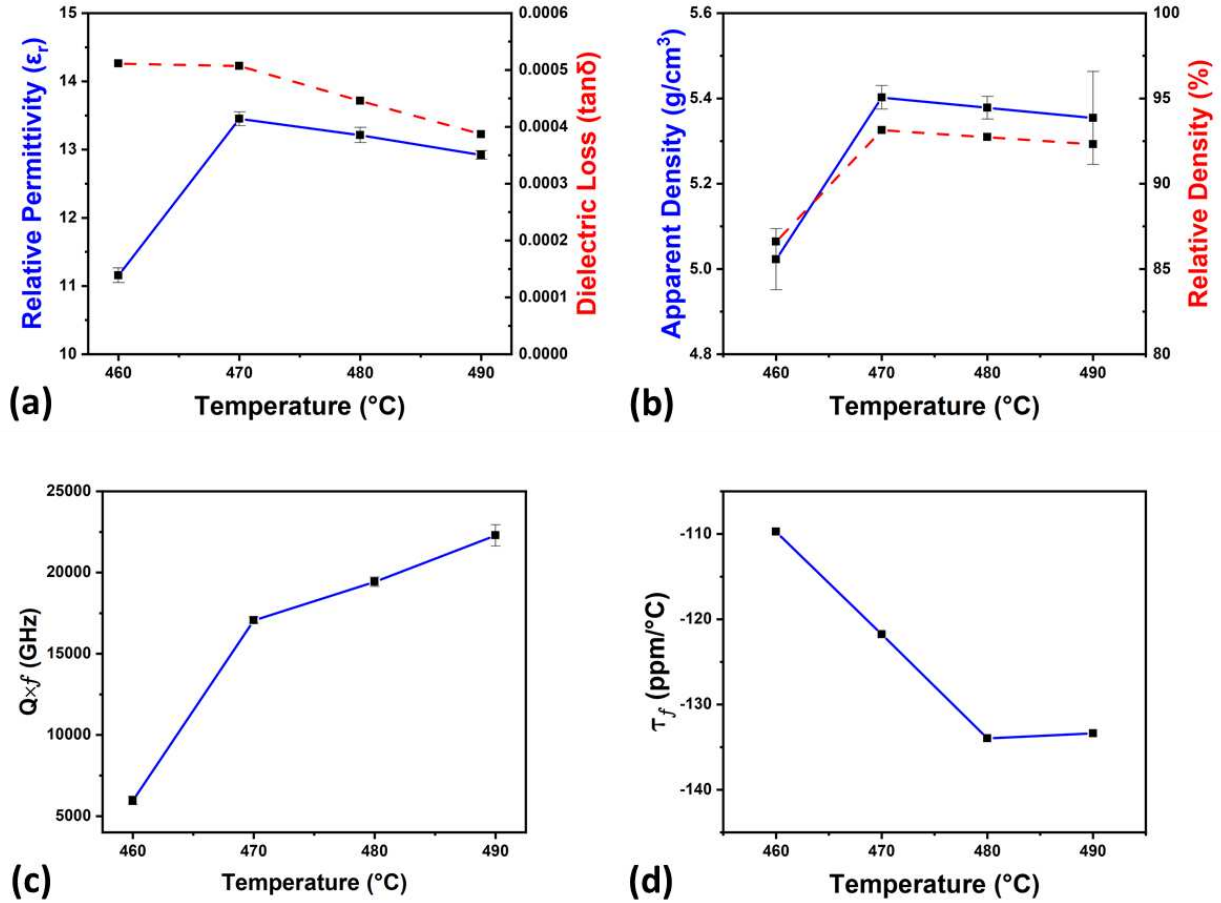 15
14
13
12
11
10
Relative Permittivity (ε_r)
0.0006
0.0005
0.0004
0.0003
0.0002
0.0001
0.0000
Dielectric Loss (tanδ)
460 470 480 490
Temperature (°C)
(a)
5.6
5.4
5.2
5.0
4.8
Apparent Density (g/cm³)
100
95
90
85
80
Relative Density (%)
460 470 480 490
Temperature (°C)
(b)
25000
20000
15000
10000
5000
Q×f (GHz)
460 470 480 490
Temperature (°C)
(c)
-110
-120
-130
-140
τ_f (ppm/°C)
460 470 480 490
Temperature (°C)
(d)